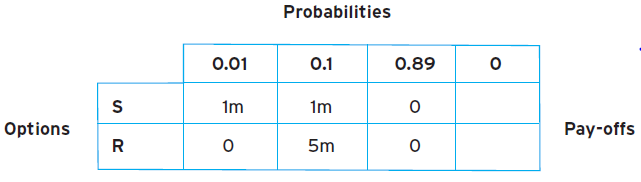 Probabilities
0.01 0.1 0.89 0
S 1m 1m 0
Options Pay-offs
R 0 5m 0